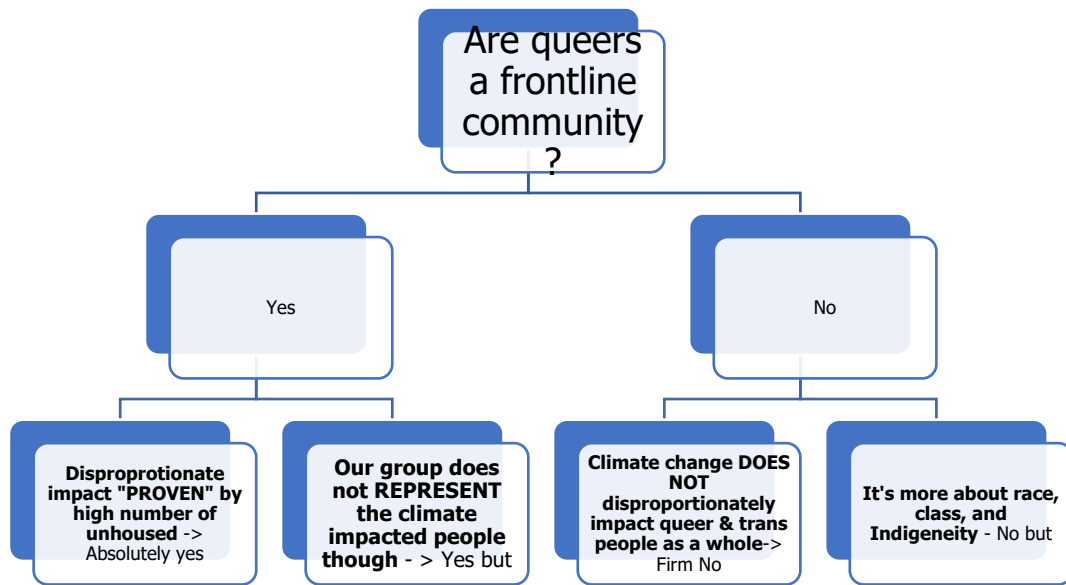 Are queers
a frontline
community
?
Yes
No
Disproprotionate
impact "PROVEN" by
high number of
unhoused ->
Absolutely yes
Our group does
not REPRESENT
the climate
impacted people
though - > Yes but
Climate change DOES
NOT
disproportionately
impact queer & trans
people as a whole->
Firm No
It's more about race,
class, and
Indigeneity - No but